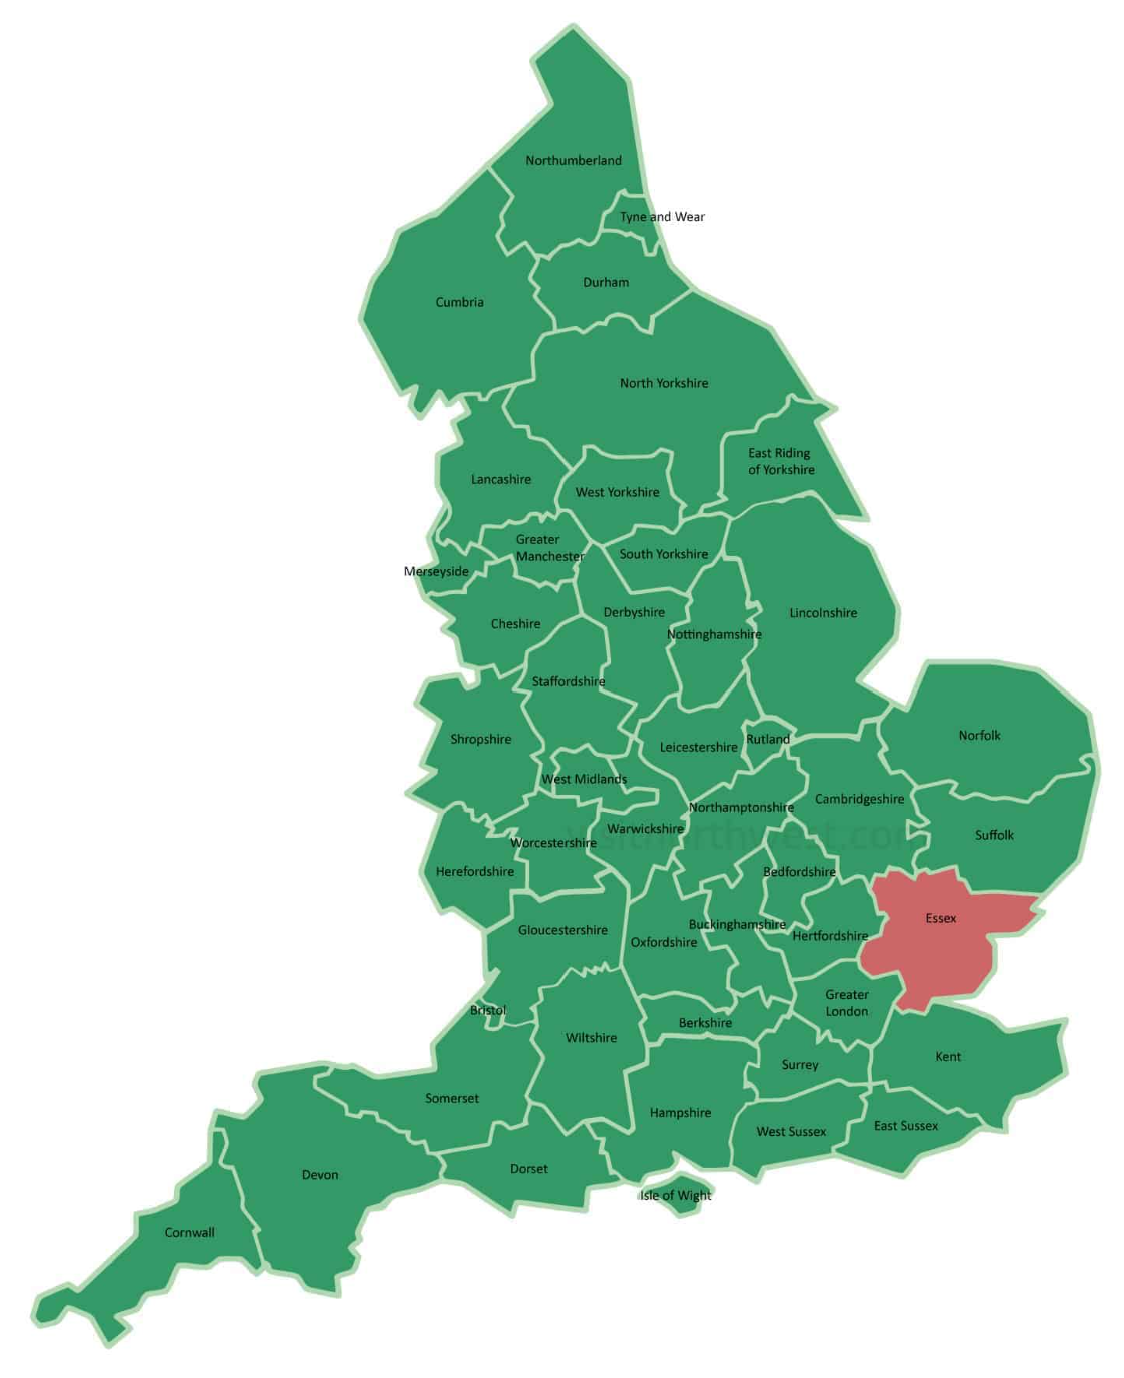 Northumberland
Tyne and Wear
Durham
Cumbria
North Yorkshire
East Riding
of Yorkshire
Lancashire
West Yorkshire
Greater
Manchester
South Yorkshire
Merseyside
Derbyshire
Lincolnshire
Cheshire
Nottinghamshire
Staffordshire
Norfolk
Shropshire
Rutland
Leicestershire
West Midlands
Cambridgeshire
Northamptonshire
Warwickshire
Suffolk
visitnorthwest.com
Worcestershire
Herefordshire
Bedfordshire
Essex
Buckinghamshire
Gloucestershire
Hertfordshire
Oxfordshire
Greater
London
Bristol
Berkshire
Wiltshire
Kent
Surrey
Somerset
Hampshire
East Sussex
West Sussex
Dorset
Devon
Isle of Wight
Cornwall